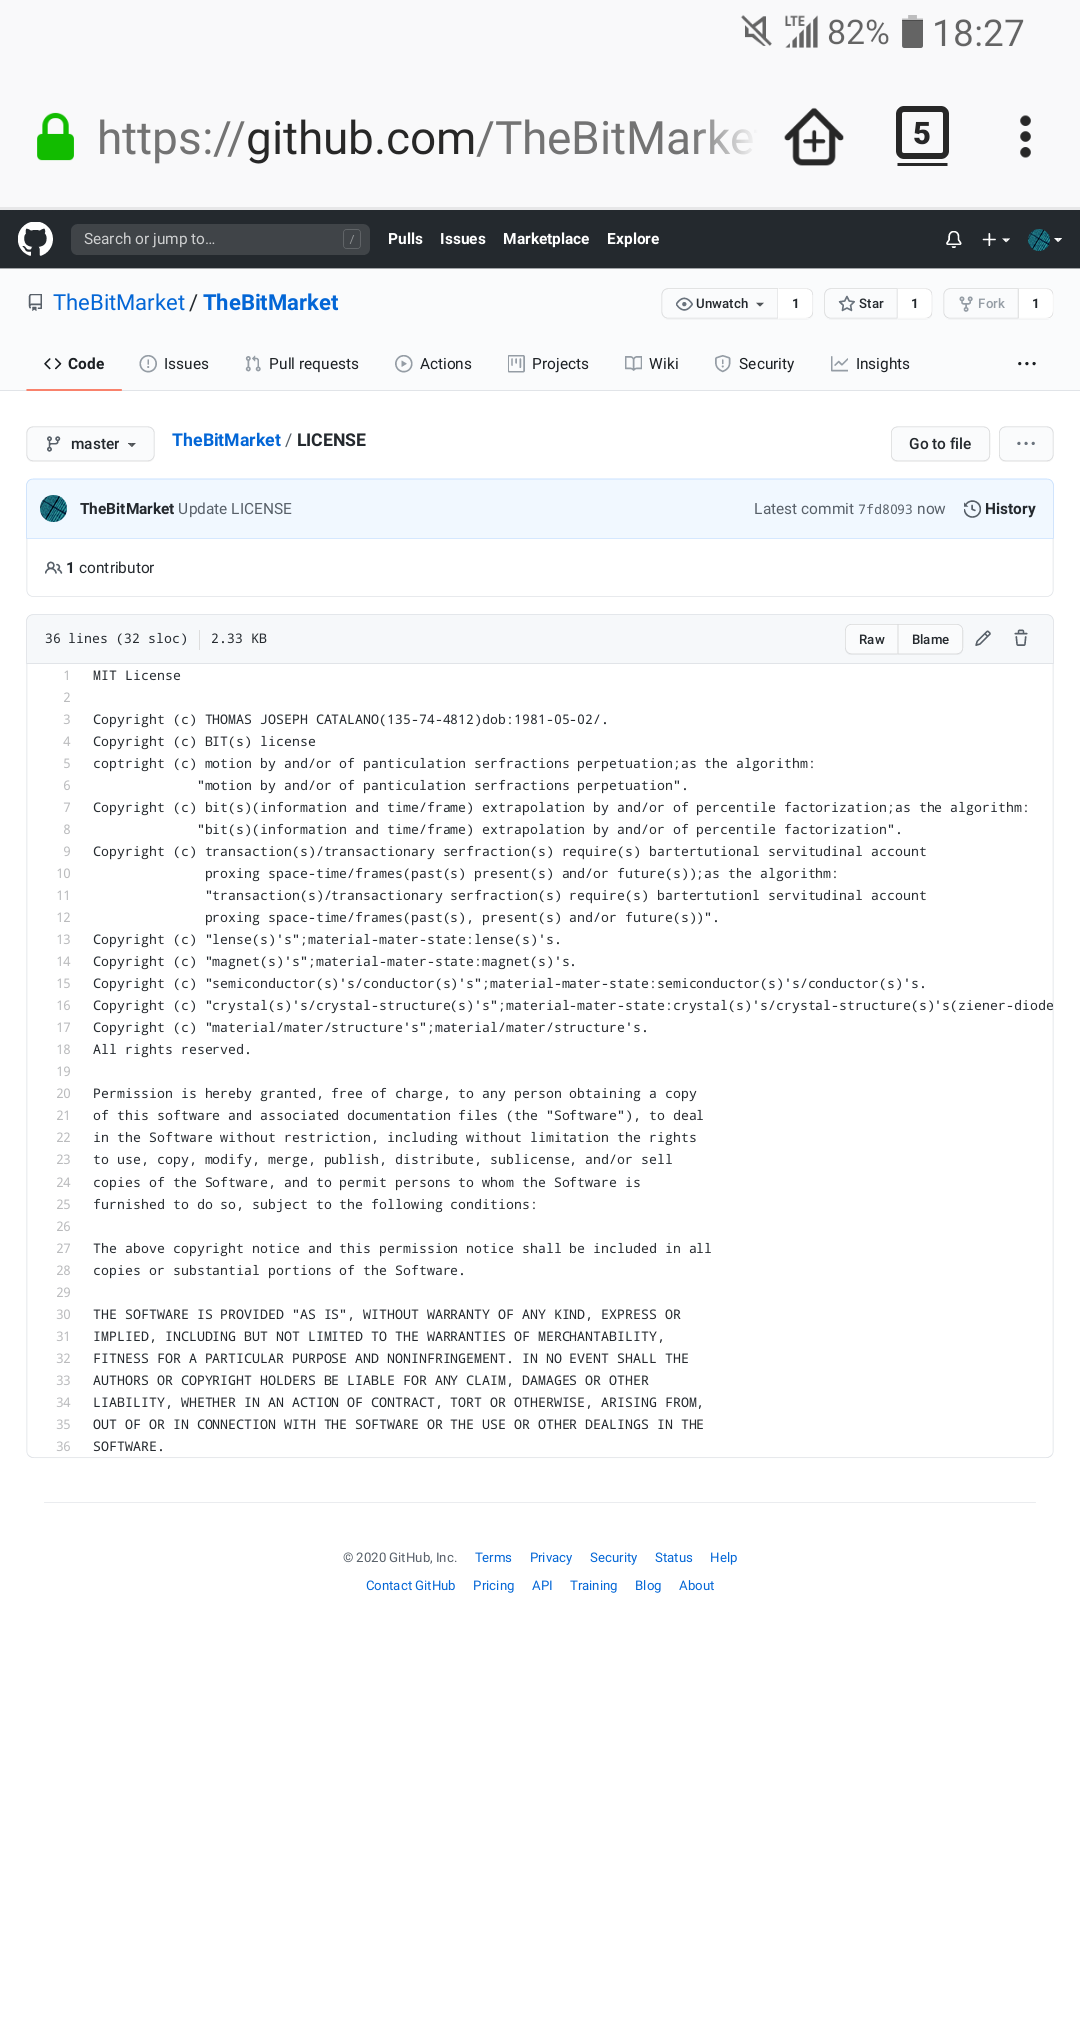 LTE 82% 18:27
https://github.com/TheBitMarke
5
Search or jump to… /
Pulls Issues Marketplace Explore
TheBitMarket / TheBitMarket
Unwatch 1 Star 1 Fork 1
Code Issues Pull requests Actions Projects Wiki Security Insights
master TheBitMarket / LICENSE Go to file
TheBitMarket Update LICENSE Latest commit 7fd8093 now History
1 contributor
36 lines (32 sloc) 2.33 KB Raw Blame
1 MIT License
2
3 Copyright (c) THOMAS JOSEPH CATALANO(135-74-4812)dob:1981-05-02/.
4 Copyright (c) BIT(s) license
5 coptright (c) motion by and/or of panticulation serfractions perpetuation;as the algorithm:
6 "motion by and/or of panticulation serfractions perpetuation".
7 Copyright (c) bit(s)(information and time/frame) extrapolation by and/or of percentile factorization;as the algorithm:
8 "bit(s)(information and time/frame) extrapolation by and/or of percentile factorization".
9 Copyright (c) transaction(s)/transactionary serfraction(s) require(s) bartertutional servitudinal account
10 proxing space-time/frames(past(s) present(s) and/or future(s));as the algorithm:
11 "transaction(s)/transactionary serfraction(s) require(s) bartertutionl servitudinal account
12 proxing space-time/frames(past(s), present(s) and/or future(s))".
13 Copyright (c) "lense(s)'s";material-mater-state:lense(s)'s.
14 Copyright (c) "magnet(s)'s";material-mater-state:magnet(s)'s.
15 Copyright (c) "semiconductor(s)'s/conductor(s)'s";material-mater-state:semiconductor(s)'s/conductor(s)'s.
16 Copyright (c) "crystal(s)'s/crystal-structure(s)'s";material-mater-state:crystal(s)'s/crystal-structure(s)'s(ziener-diode
17 Copyright (c) "material/mater/structure's";material/mater/structure's.
18 All rights reserved.
19
20 Permission is hereby granted, free of charge, to any person obtaining a copy
21 of this software and associated documentation files (the "Software"), to deal
22 in the Software without restriction, including without limitation the rights
23 to use, copy, modify, merge, publish, distribute, sublicense, and/or sell
24 copies of the Software, and to permit persons to whom the Software is
25 furnished to do so, subject to the following conditions:
26
27 The above copyright notice and this permission notice shall be included in all
28 copies or substantial portions of the Software.
29
30 THE SOFTWARE IS PROVIDED "AS IS", WITHOUT WARRANTY OF ANY KIND, EXPRESS OR
31 IMPLIED, INCLUDING BUT NOT LIMITED TO THE WARRANTIES OF MERCHANTABILITY,
32 FITNESS FOR A PARTICULAR PURPOSE AND NONINFRINGEMENT. IN NO EVENT SHALL THE
33 AUTHORS OR COPYRIGHT HOLDERS BE LIABLE FOR ANY CLAIM, DAMAGES OR OTHER
34 LIABILITY, WHETHER IN AN ACTION OF CONTRACT, TORT OR OTHERWISE, ARISING FROM,
35 OUT OF OR IN CONNECTION WITH THE SOFTWARE OR THE USE OR OTHER DEALINGS IN THE
36 SOFTWARE.
© 2020 GitHub, Inc. Terms Privacy Security Status Help
Contact GitHub Pricing API Training Blog About